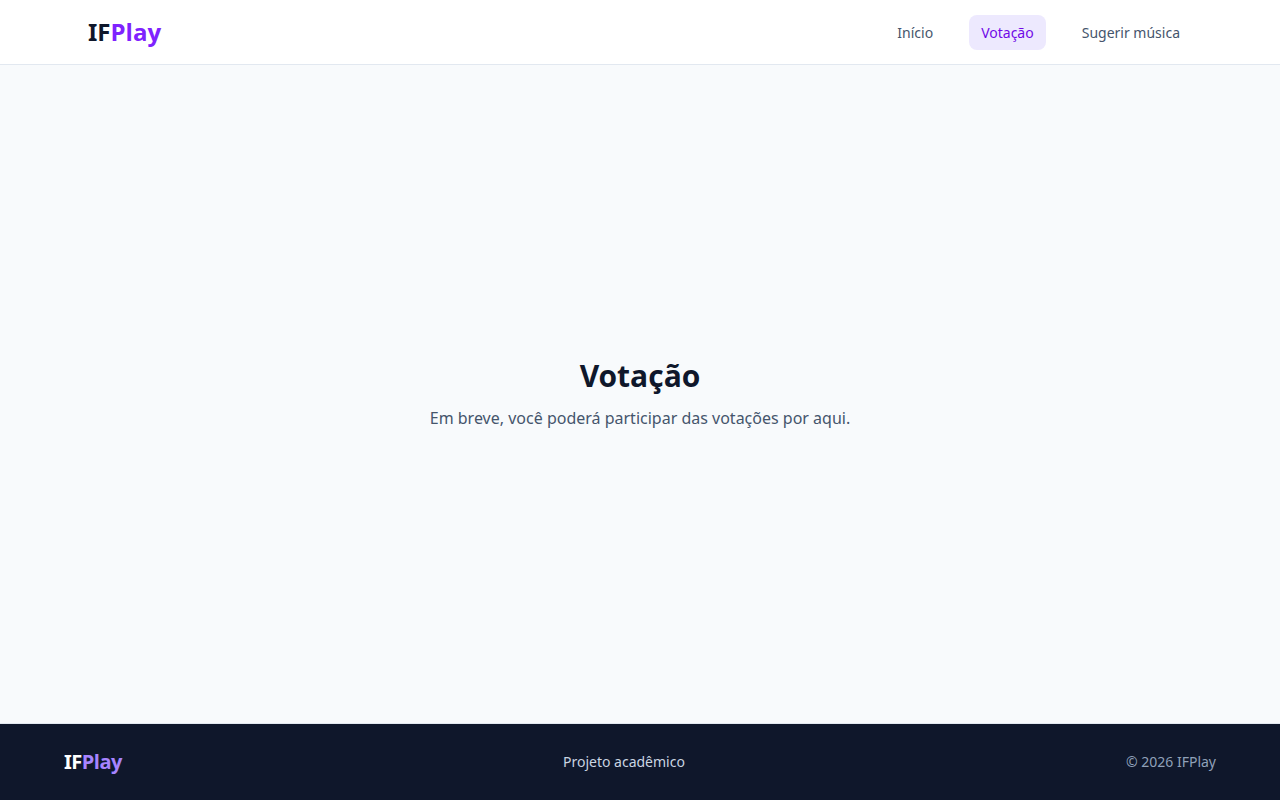 IFPlay
Início
Votação
Sugerir música
Votação
Em breve, você poderá participar das votações por aqui.
IFPlay
Projeto acadêmico
© 2026 IFPlay